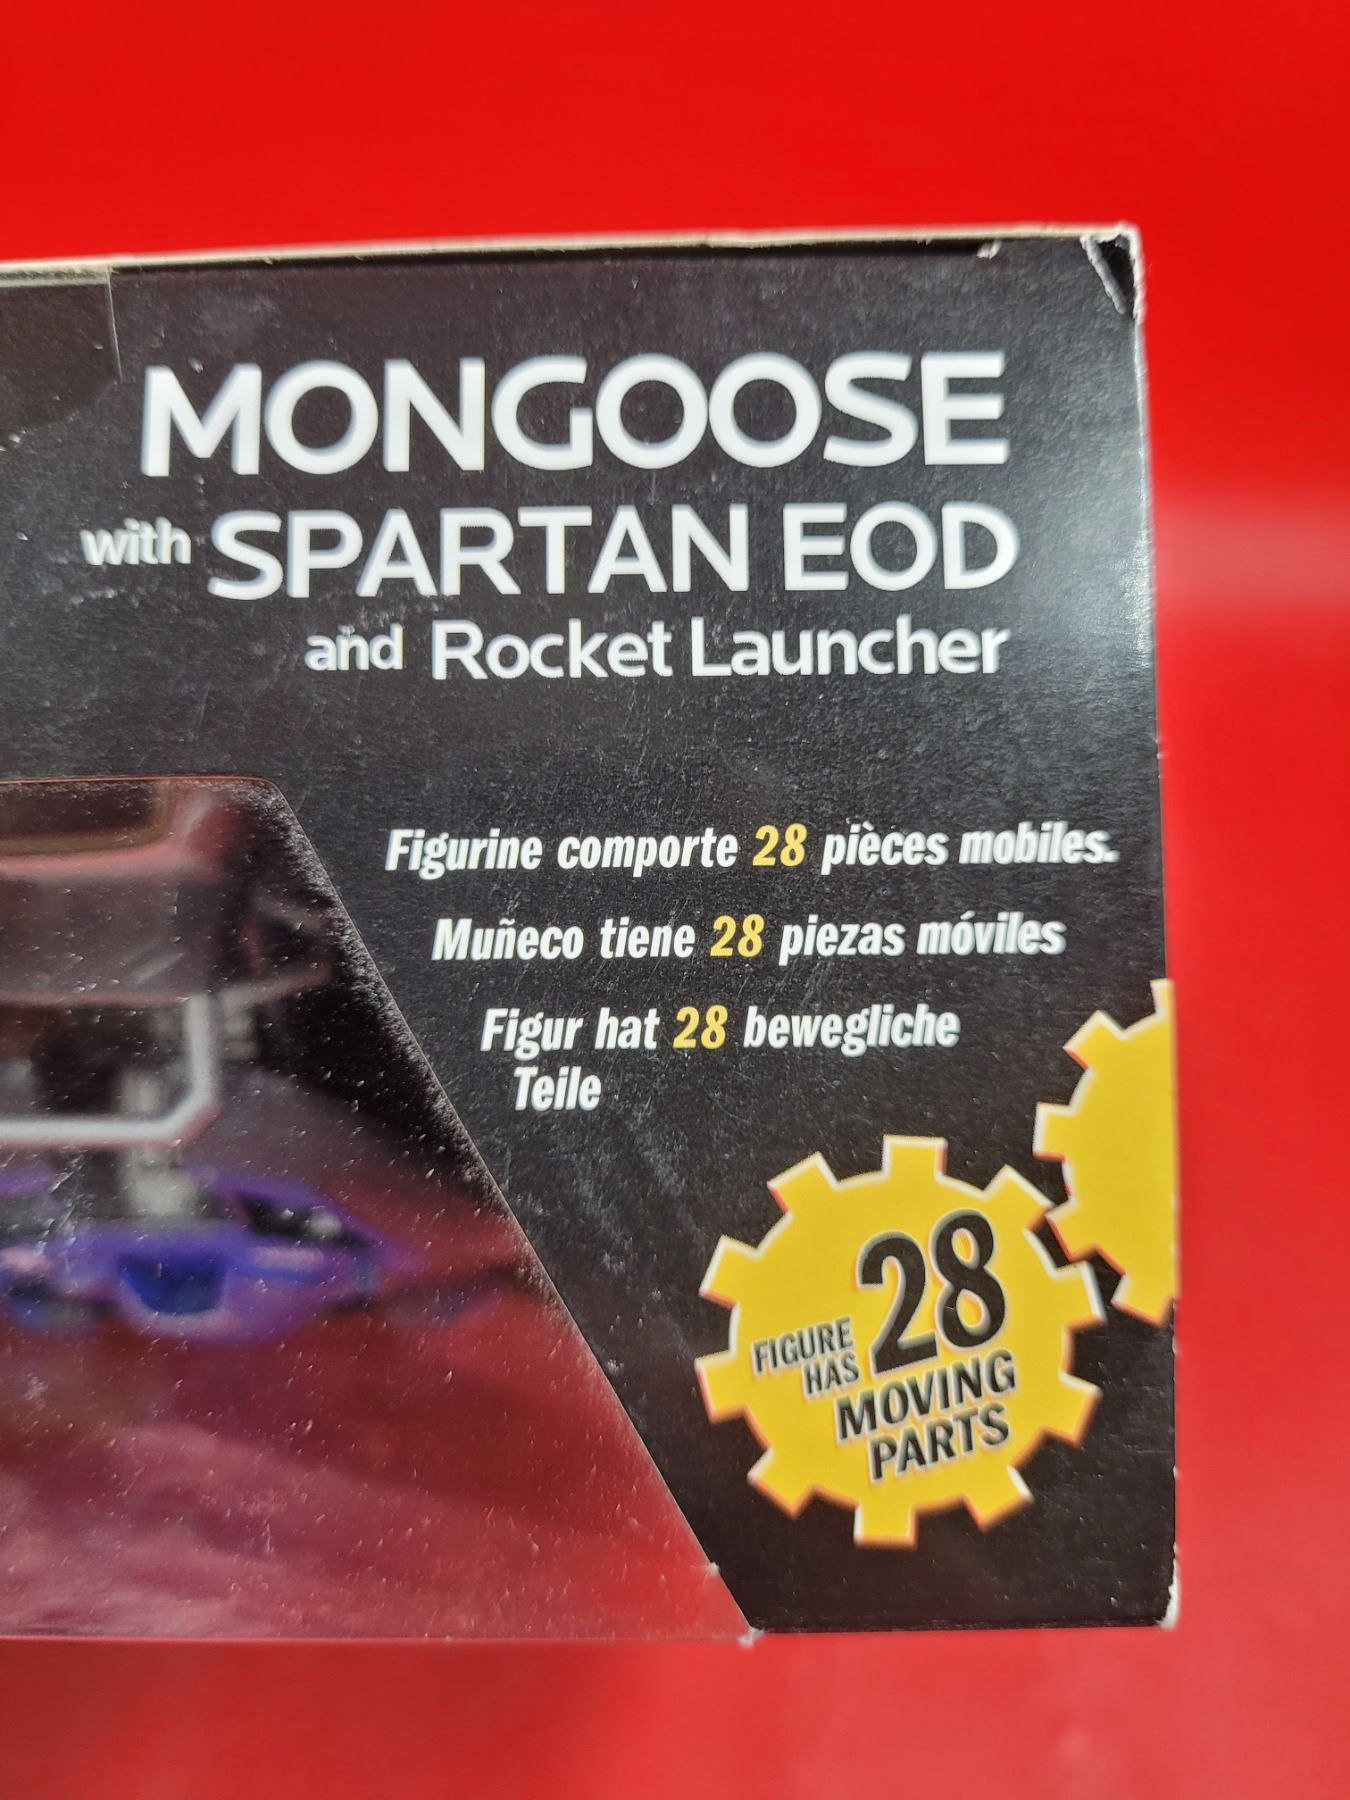 MONGOOSE
with SPARTAN EOD
and Rocket Launcher
Figurine comporte 28 pièces mobiles.
Muñeco tiene 28 piezas móviles
Figur hat 28 bewegliche
Teile
FIGURE HAS 28
MOVING
PARTS